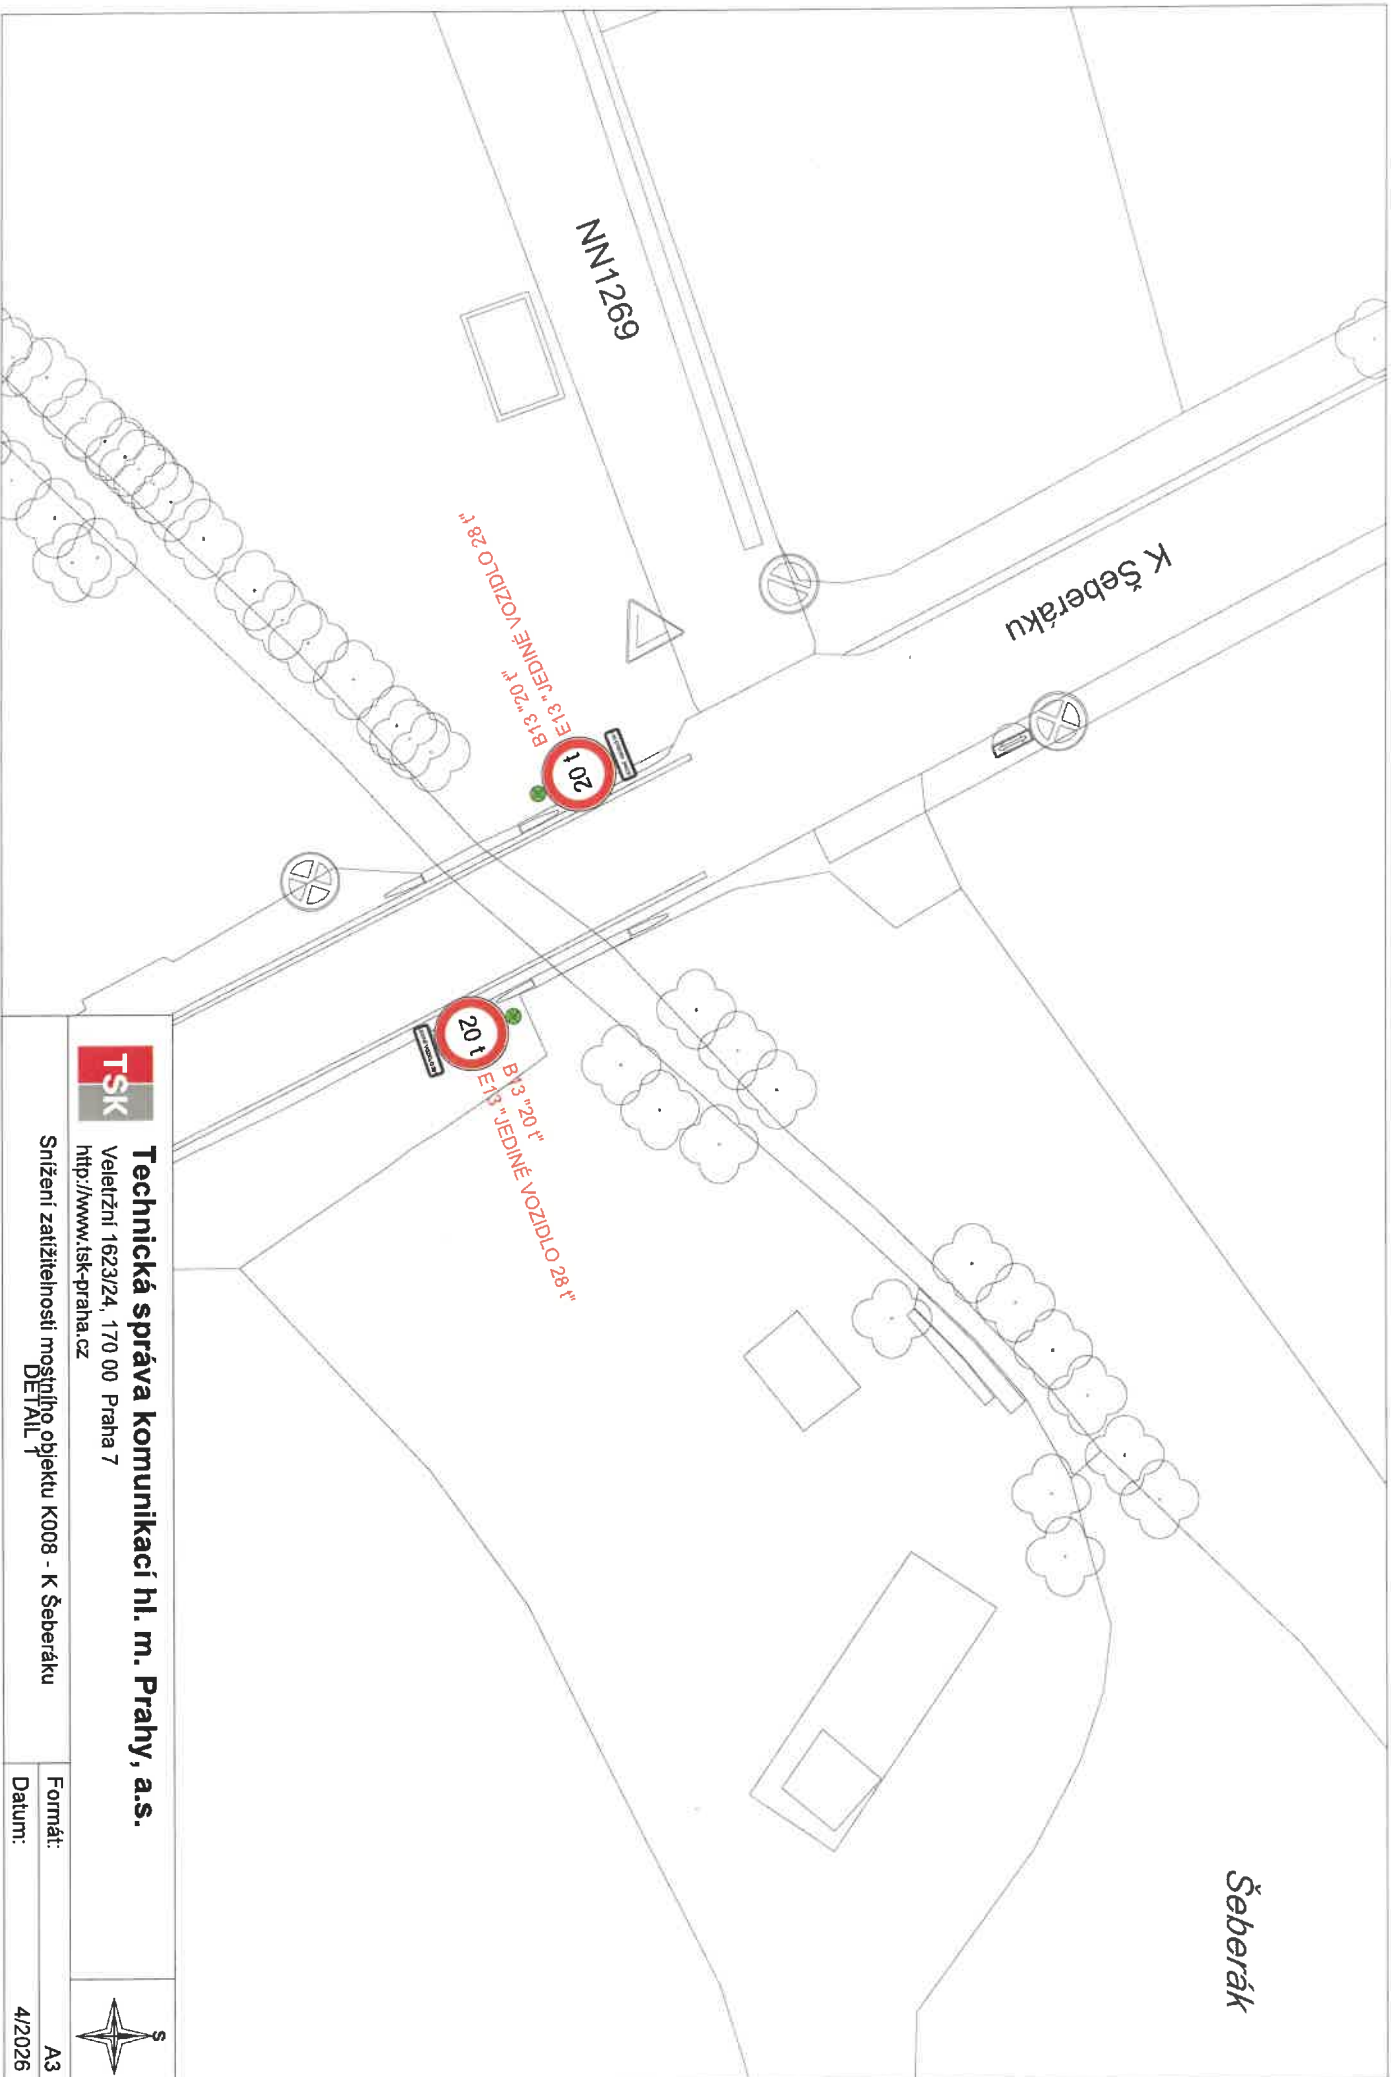 NN1269
K Šeberáku
E13 "JEDINÉ VOZIDLO 28 t"
B13 "20 t"
20 t
20 t
B13 "20 t"
E13 "JEDINÉ VOZIDLO 28 t"
Šeberák
TSK
Technická správa komunikací hl. m. Prahy, a.s.
Veletržní 1623/24, 170 00 Praha 7
http://www.tsk-praha.cz
S
Snížení zatížitelnosti mostního objektu K008 - K Šeberáku
DETAIL 1
Formát: A3
Datum: 4/2026